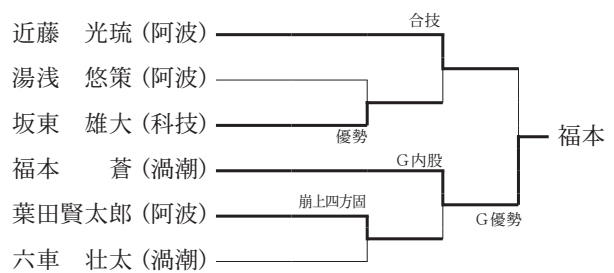 近藤　光琉（阿波）
合技
湯浅　悠策（阿波）
坂東　雄大（科技）
優勢
福本
福本　　蒼（渦潮）
G内股
葉田賢太郎（阿波）
崩上四方固
G優勢
六車　壮太（渦潮）